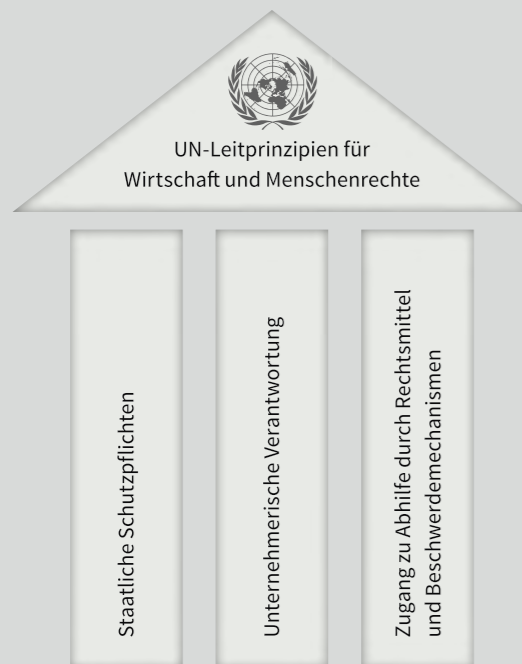 UN-Leitprinzipien für
Wirtschaft und Menschenrechte
Staatliche Schutzpflichten
Unternehmerische Verantwortung
Zugang zu Abhilfe durch Rechtsmittel
und Beschwerdemechanismen